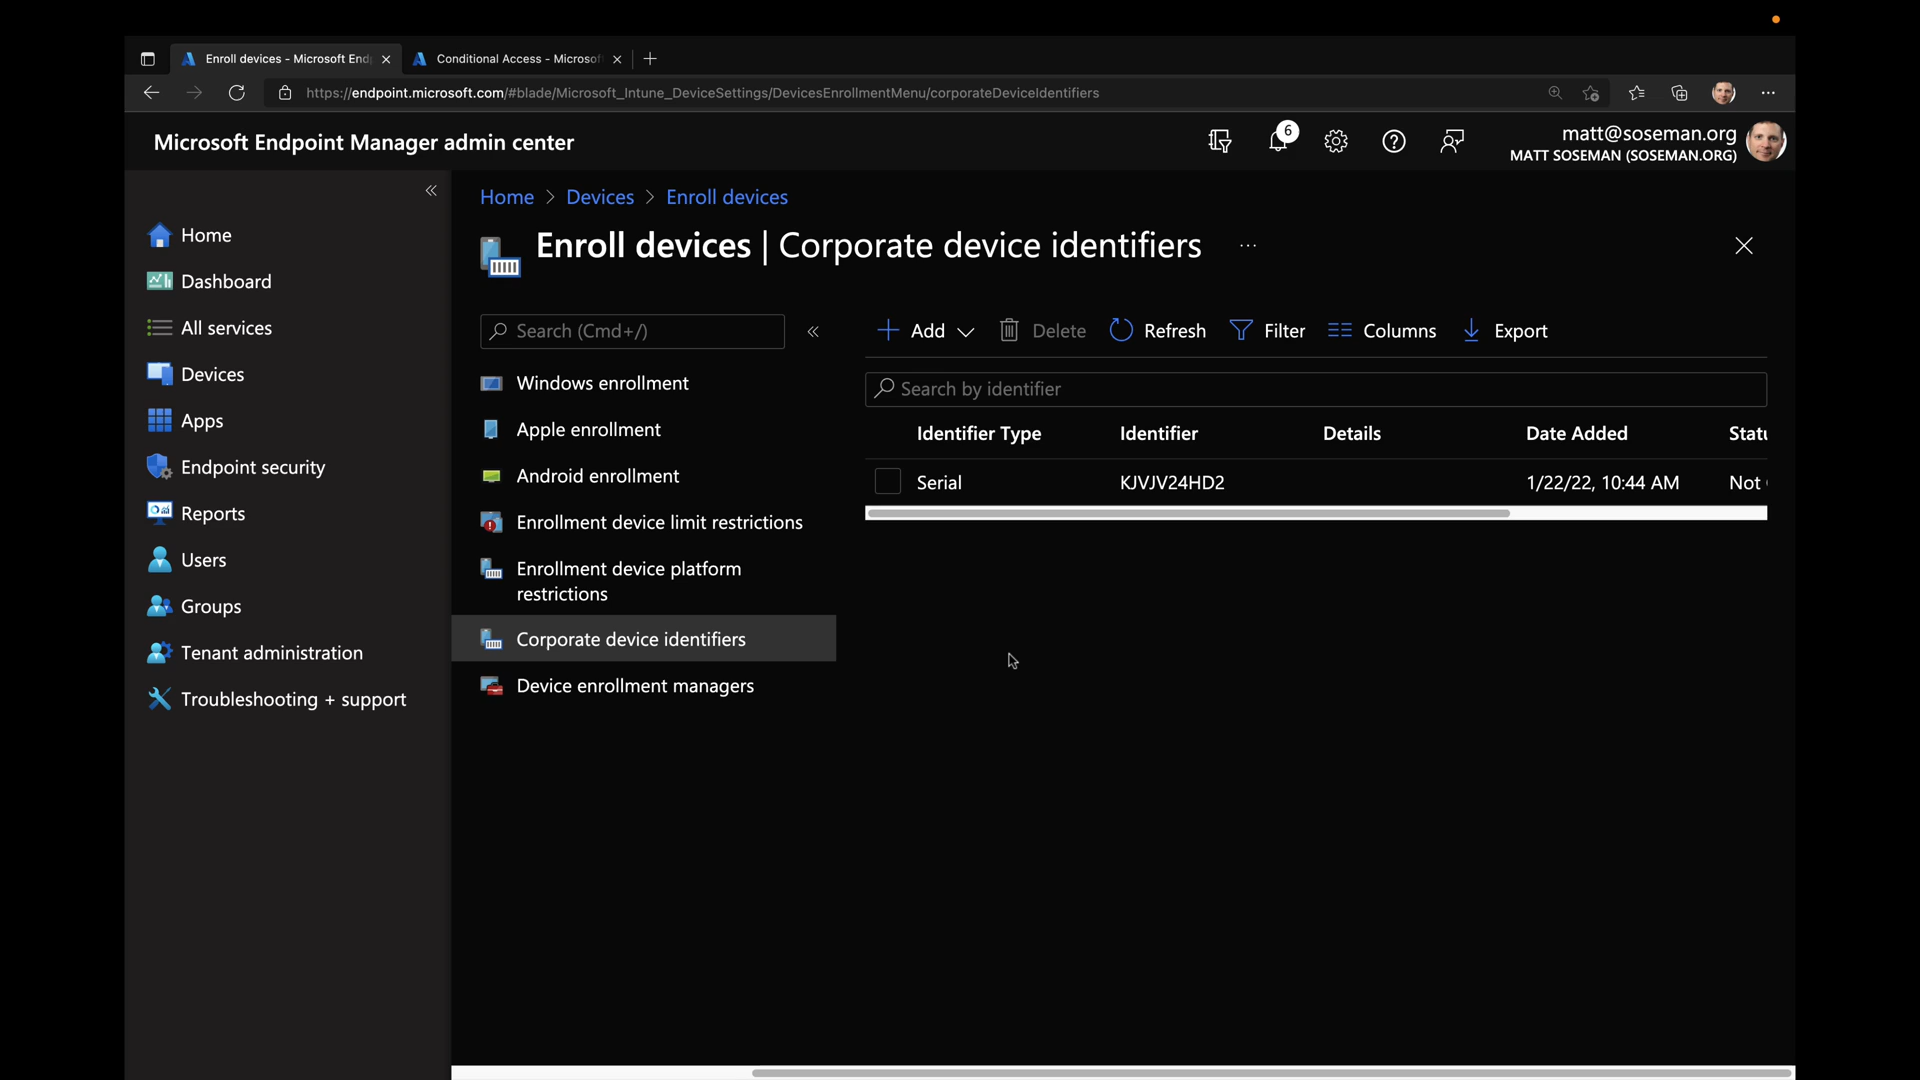 Enroll devices - Microsoft End
Conditional Access - Microsof
https://endpoint.microsoft.com/#blade/Microsoft_Intune_DeviceSettings/DevicesEnrollmentMenu/corporateDeviceIdentifiers
Microsoft Endpoint Manager admin center
6
matt@soseman.org
MATT SOSEMAN (SOSEMAN.ORG)
Home
Dashboard
All services
Devices
Apps
Endpoint security
Reports
Users
Groups
Tenant administration
Troubleshooting + support
Home > Devices > Enroll devices
Enroll devices | Corporate device identifiers ...
Search (Cmd+/)
Windows enrollment
Apple enrollment
Android enrollment
Enrollment device limit restrictions
Enrollment device platform
restrictions
Corporate device identifiers
Device enrollment managers
Add Delete Refresh Filter Columns Export
Search by identifier
Identifier Type Identifier Details Date Added Statu
Serial KJVJV24HD2 1/22/22, 10:44 AM Not